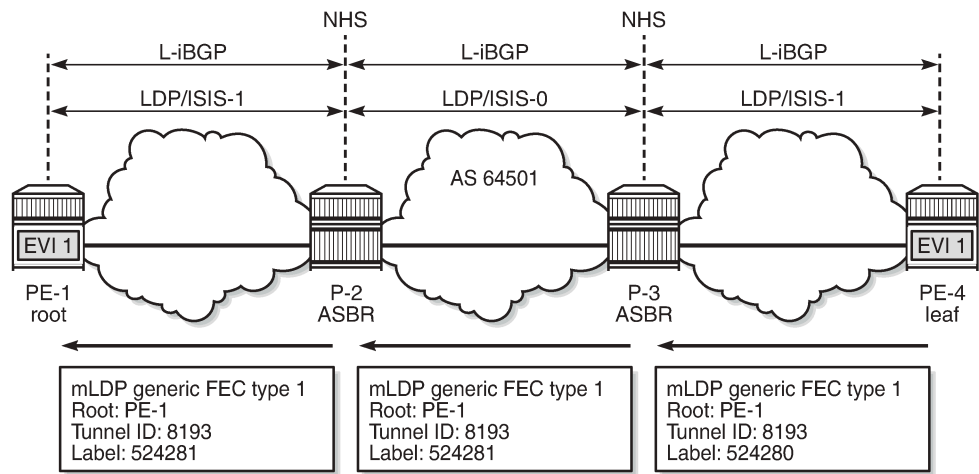 NHS NHS
L-iBGP L-iBGP L-iBGP
LDP/ISIS-1 LDP/ISIS-0 LDP/ISIS-1
AS 64501
EVI 1 EVI 1
PE-1 P-2 P-3 PE-4
root ASBR ASBR leaf
mLDP generic FEC type 1
Root: PE-1
Tunnel ID: 8193
Label: 524281
mLDP generic FEC type 1
Root: PE-1
Tunnel ID: 8193
Label: 524281
mLDP generic FEC type 1
Root: PE-1
Tunnel ID: 8193
Label: 524280